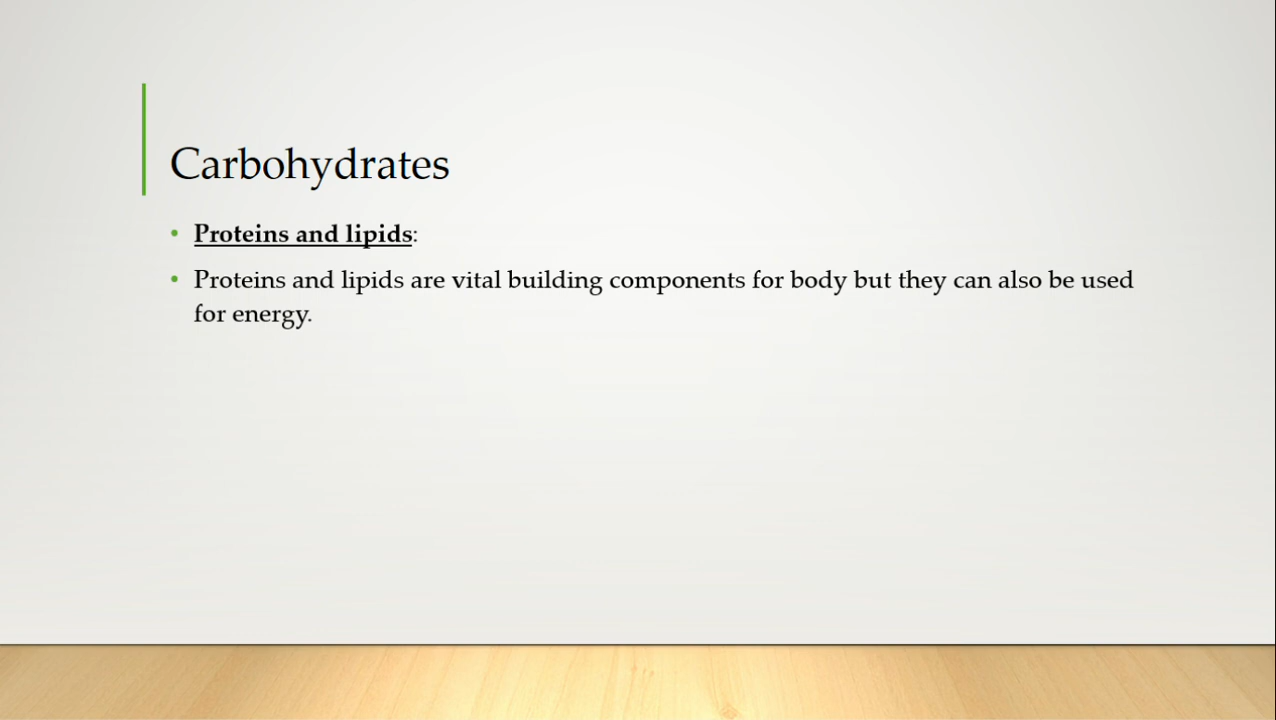 Carbohydrates
• Proteins and lipids:
• Proteins and lipids are vital building components for body but they can also be used
for energy.